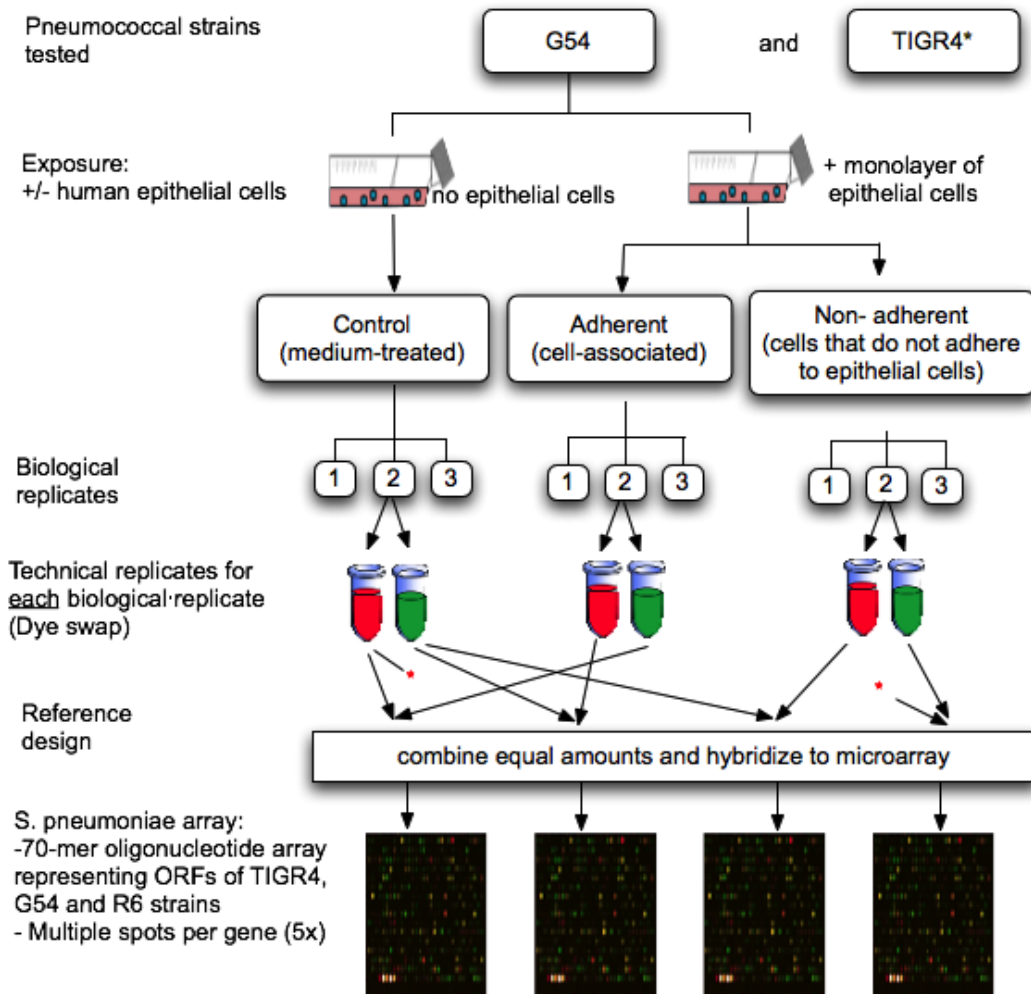 Pneumococcal strains
tested
G54
and
TIGR4*
Exposure:
+/- human epithelial cells
no epithelial cells
+ monolayer of
epithelial cells
Control
(medium-treated)
Adherent
(cell-associated)
Non- adherent
(cells that do not adhere
to epithelial cells)
Biological
replicates
1
2
3
1
2
3
1
2
3
Technical replicates for
each biological·replicate
(Dye swap)
*
*
Reference
design
combine equal amounts and hybridize to microarray
S. pneumoniae array:
-70-mer oligonucleotide array
representing ORFs of TIGR4,
G54 and R6 strains
- Multiple spots per gene (5x)